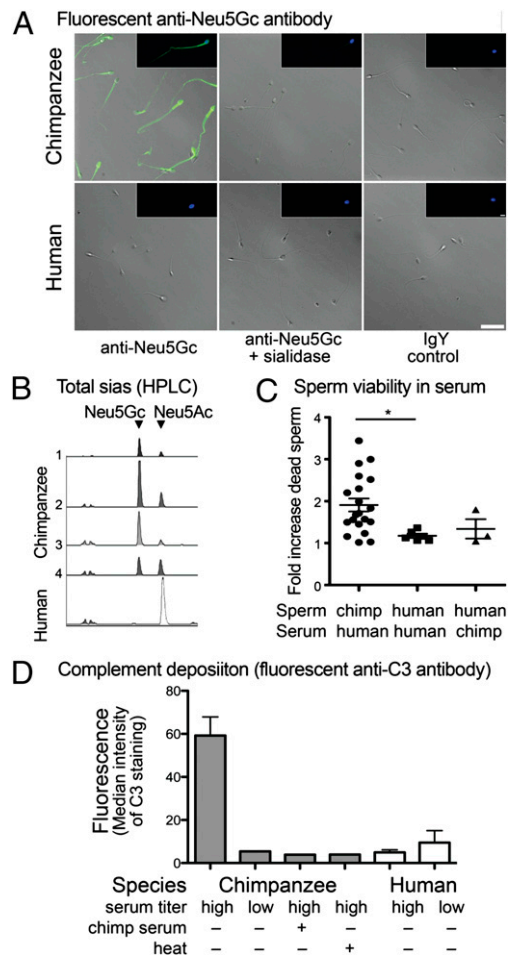 A Fluorescent anti-Neu5Gc antibody
Chimpanzee
Human
anti-Neu5Gc
anti-Neu5Gc
+ sialidase
IgY
control
B Total sias (HPLC)
Neu5Gc Neu5Ac
Chimpanzee
1
2
3
4
Human
C Sperm viability in serum
*
Fold increase dead sperm
4
3
2
1
0
Sperm chimp human human
Serum human human chimp
D Complement deposiiton (fluorescent anti-C3 antibody)
Fluorescence
(Median intensity
of C3 staining)
80
60
40
20
0
Species Chimpanzee Human
serum titer high low high high high low
chimp serum – – + – – –
heat – – – + – –